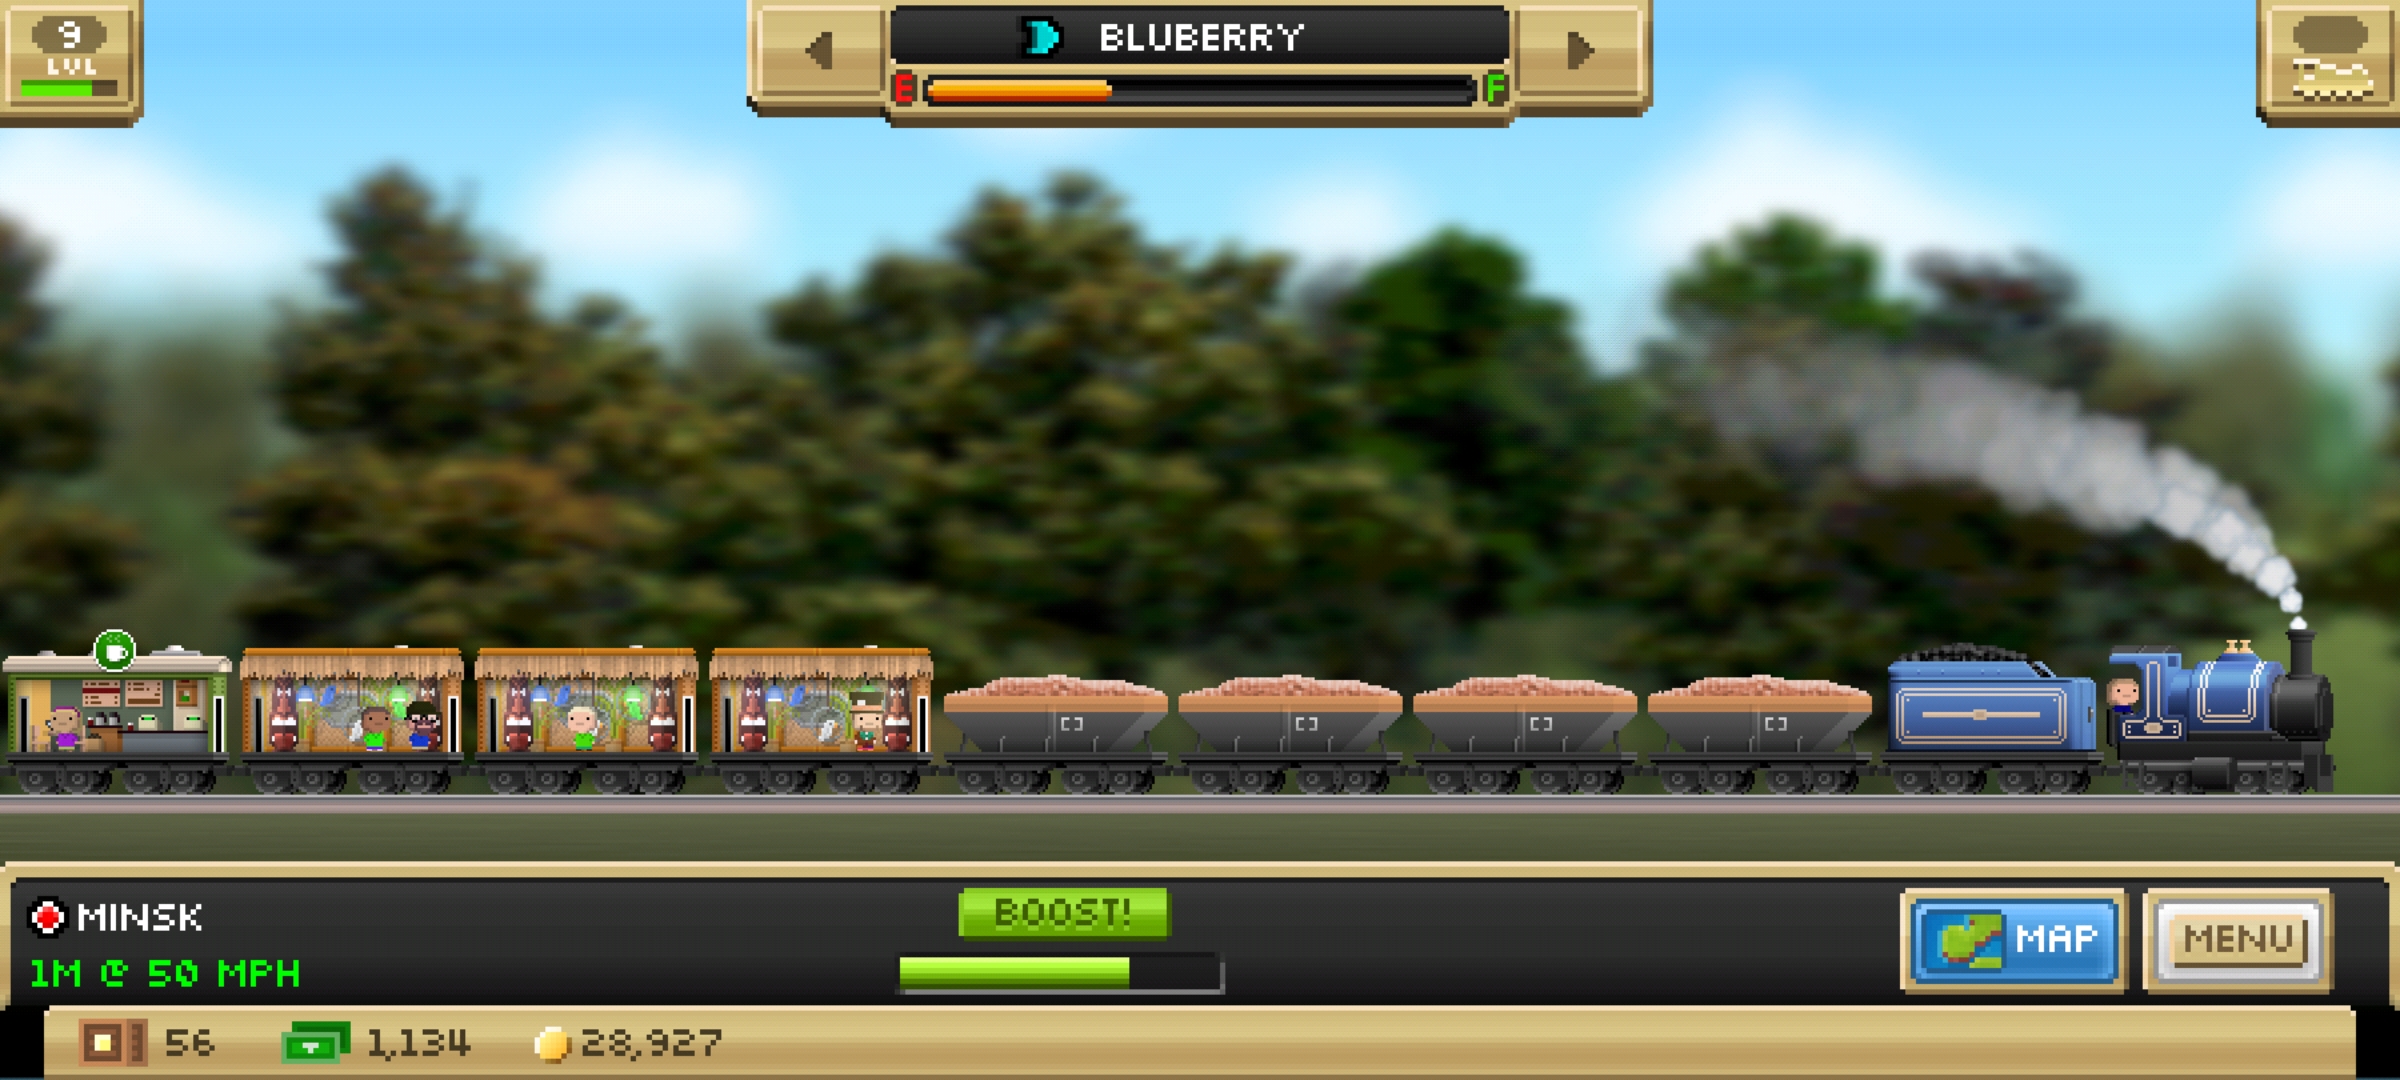 9
LVL
BLUBERRY
E F
MINSK
1M @ 50 MPH
BOOST!
MAP
MENU
56 1,134 28,927